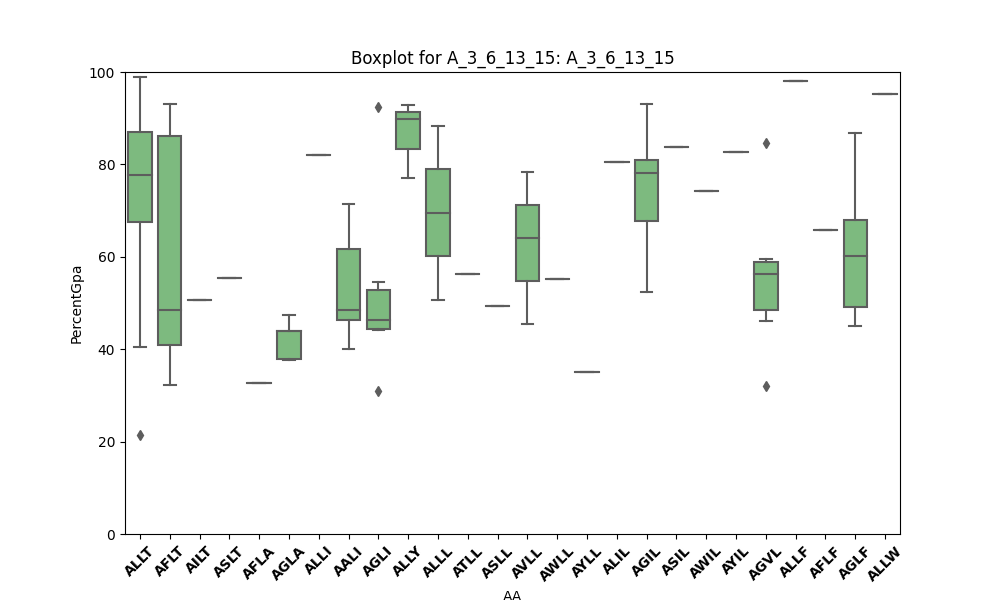 Boxplot for A_3_6_13_15: A_3_6_13_15
100
80
60
40
20
0
PercentGpa
ALLT AFLT AILT ASLT AFLA AGLA ALLI AALI AGLI ALLY ALLL ATLL ASLL AVLL AWLL AYLL ALIL AGIL ASIL AWIL AYIL AGVL ALLF AFLF AGLF ALLW
AA